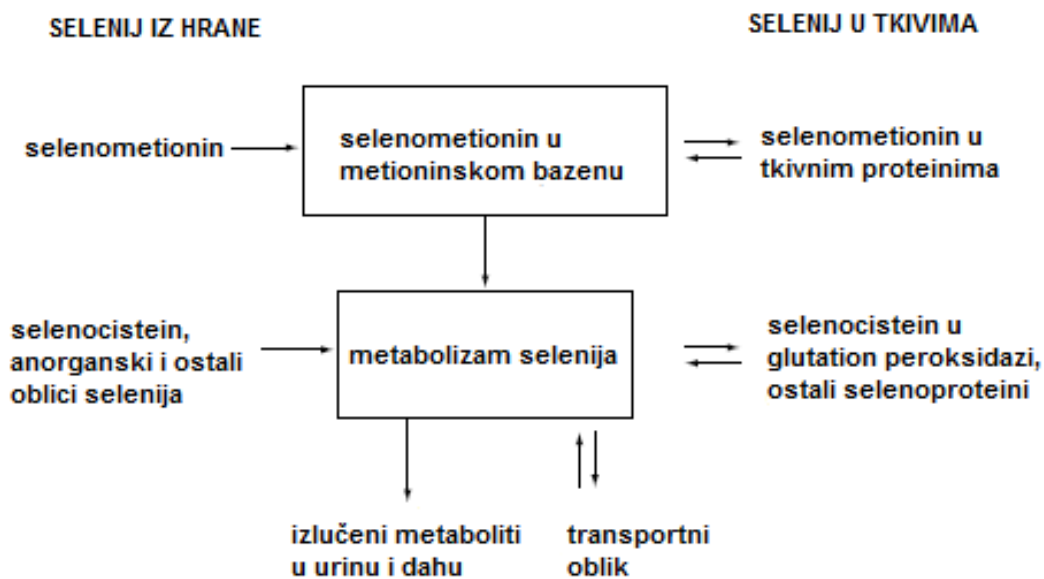 SELENIJ IZ HRANE
SELENIJ U TKIVIMA
selenometionin
selenometionin u
metioninskom bazenu
selenometionin u
tkivnim proteinima
selenocistein,
anorganski i ostali
oblici selenija
metabolizam selenija
selenocistein u
glutation peroksidazi,
ostali selenoproteini
izlučeni metaboliti
u urinu i dahu
transportni
oblik